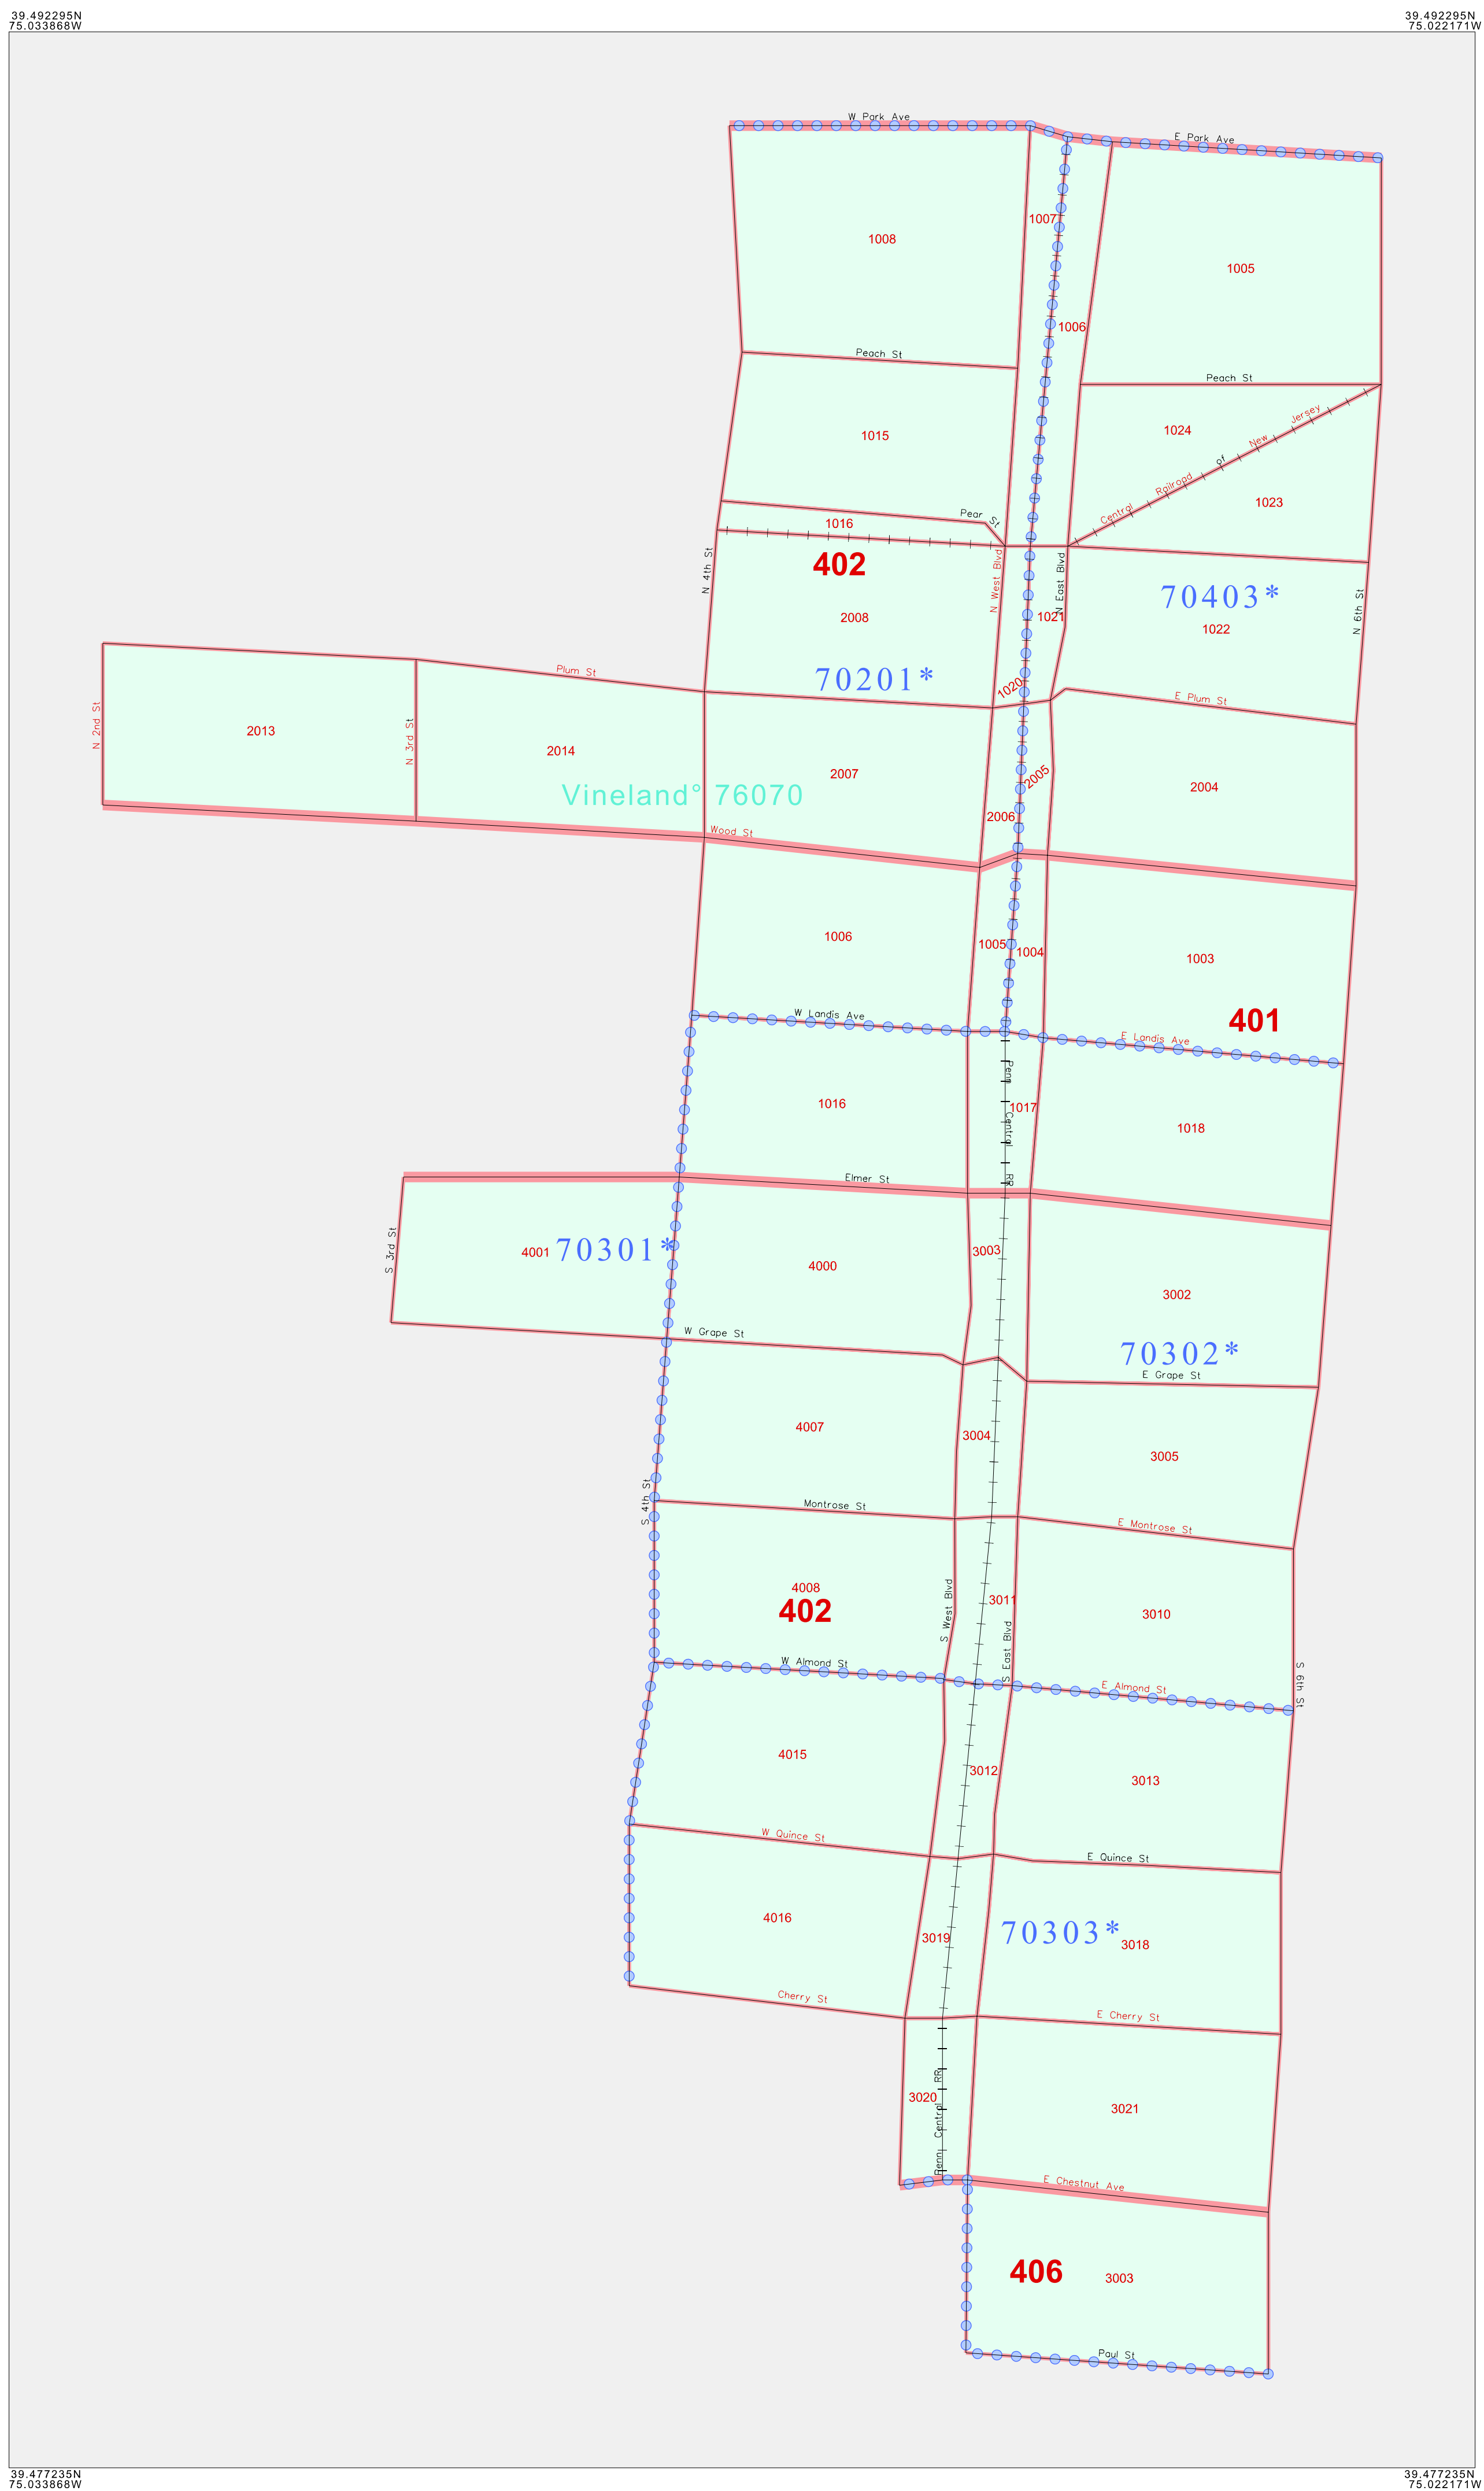 39.492295N
75.033868W
39.492295N
75.022171W
W Park Ave
E Park Ave
1007
1008
1005
1006
Peach St
Peach St
1015
1024
Central Railroad of New Jersey
1023
Pear St
1016
402
N 4th St
N West Blvd
N East Blvd
70403*
N 6th St
2008
1021
1022
70201*
1020
Plum St
E Plum St
N 2nd St
2013
N 3rd St
2014
2007
2005
2004
Vineland° 76070
2006
Wood St
1006
1005
1004
1003
W Landis Ave
401
E Landis Ave
Penn Central RR
1016
1017
1018
Elmer St
S 3rd St
4001
70301*
4000
3003
3002
W Grape St
70302*
E Grape St
4007
3004
3005
S 4th St
Montrose St
E Montrose St
4008
402
S West Blvd
3011
3010
S East Blvd
W Almond St
E Almond St
S 6th St
4015
3012
3013
W Quince St
E Quince St
4016
3019
70303*
3018
Cherry St
E Cherry St
3020
Penn Central RR
3021
E Chestnut Ave
406
3003
Paul St
39.477235N
75.033868W
39.477235N
75.022171W